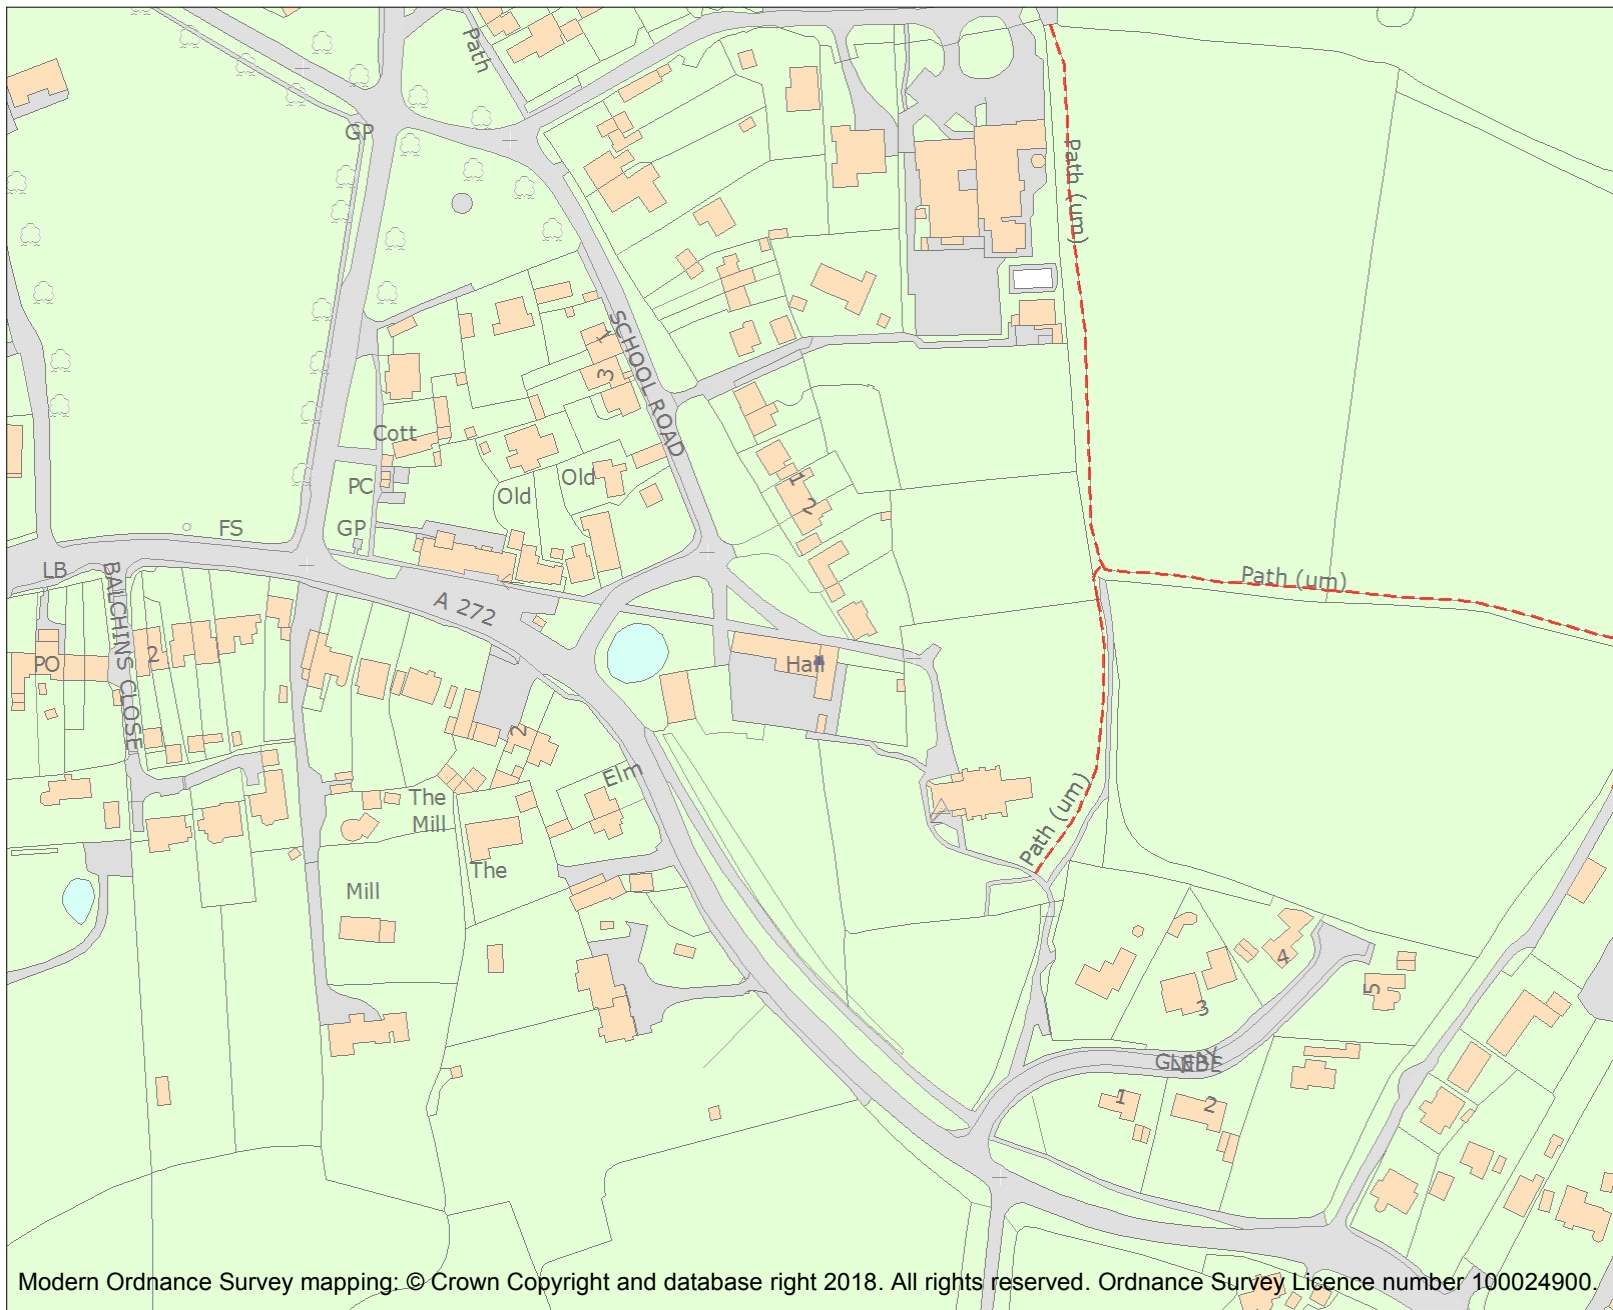 Path
GP
Path (um)
SCHOOL ROAD
1
3
Cott
PC
Old
Old
1
2
FS
GP
LB
BALCHINS CLOSE
A 272
Path (um)
PO
2
Hall
2
Elm
The
Mill
Path (um)
The
Mill
4
5
3
1
2
Modern Ordnance Survey mapping: © Crown Copyright and database right 2018. All rights reserved. Ordnance Survey Licence number 100024900.